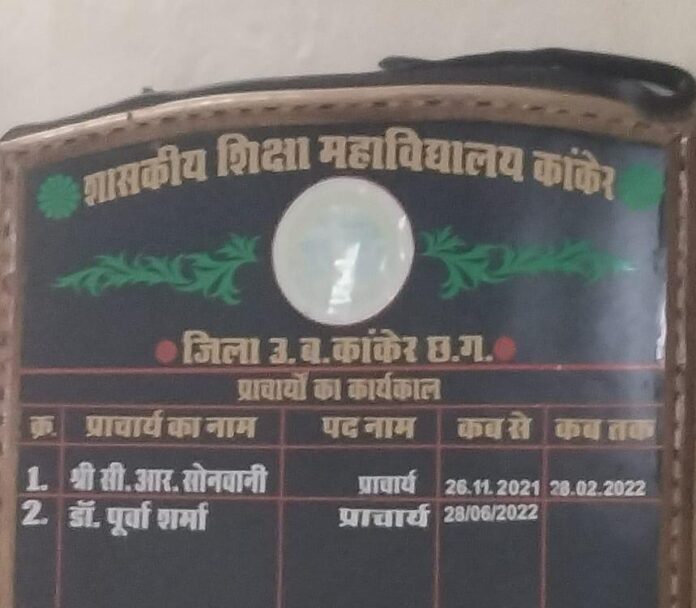 शासकीय शिक्षा महाविद्यालय कांकेर
जिला उ. ब. कांकेर छ.ग.
प्राचार्यो का कार्यकाल
क्र. प्राचार्य का नाम पद नाम कब से कब तक
1. श्री सी. आर. सोनवानी प्राचार्य 26.11.2021 28.02.2022
2. डॉ. पूर्वा शर्मा प्राचार्य 28/06/2022